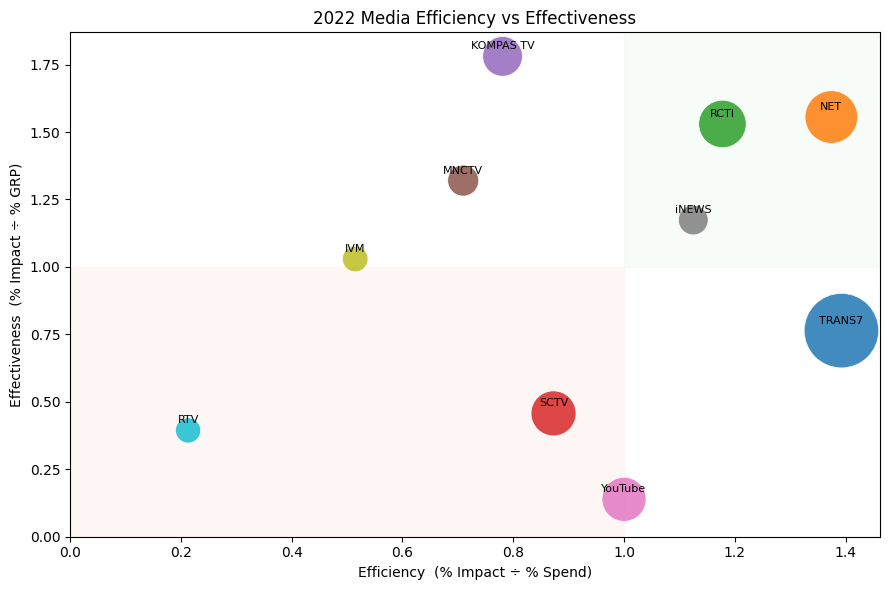 2022 Media Efficiency vs Effectiveness
KOMPAS TV
RCTI
NET
MNCTV
iNEWS
IVM
TRANS7
SCTV
RTV
YouTube
1.75
1.50
1.25
1.00
0.75
0.50
0.25
0.00
Effectiveness (% Impact ÷ % GRP)
0.0 0.2 0.4 0.6 0.8 1.0 1.2 1.4
Efficiency (% Impact ÷ % Spend)